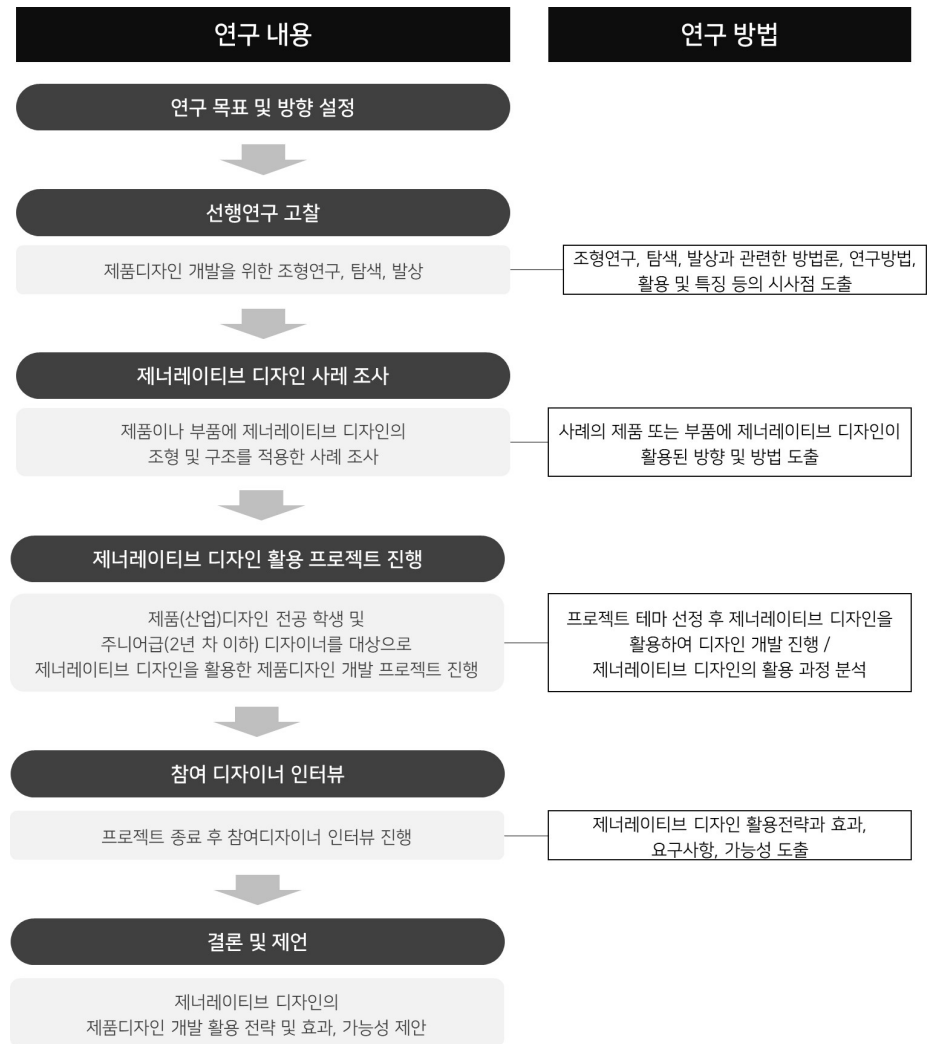 연구 내용
연구 방법
연구 목표 및 방향 설정
선행연구 고찰
제품디자인 개발을 위한 조형연구, 탐색, 발상
조형연구, 탐색, 발상과 관련한 방법론, 연구방법,
활용 및 특징 등의 시사점 도출
제너레이티브 디자인 사레 조사
제품이나 부품에 제너레이티브 디자인의
조형 및 구조를 적용한 사례 조사
사례의 제품 또는 부품에 제너레이티브 디자인이
활용된 방향 및 방법 도출
제너레이티브 디자인 활용 프로젝트 진행
제품(산업)디자인 전공 학생 및
주니어급(2년 차 이하) 디자이너를 대상으로
제너레이티브 디자인을 활용한 제품디자인 개발 프로젝트 진행
프로젝트 테마 선정 후 제너레이티브 디자인을
활용하여 디자인 개발 진행 /
제너레이티브 디자인의 활용 과정 분석
참여 디자이너 인터뷰
프로젝트 종료 후 참여디자이너 인터뷰 진행
제너레이티브 디자인 활용전략과 효과,
요구사항, 가능성 도출
결론 및 제언
제너레이티브 디자인의
제품디자인 개발 활용 전략 및 효과, 가능성 제안